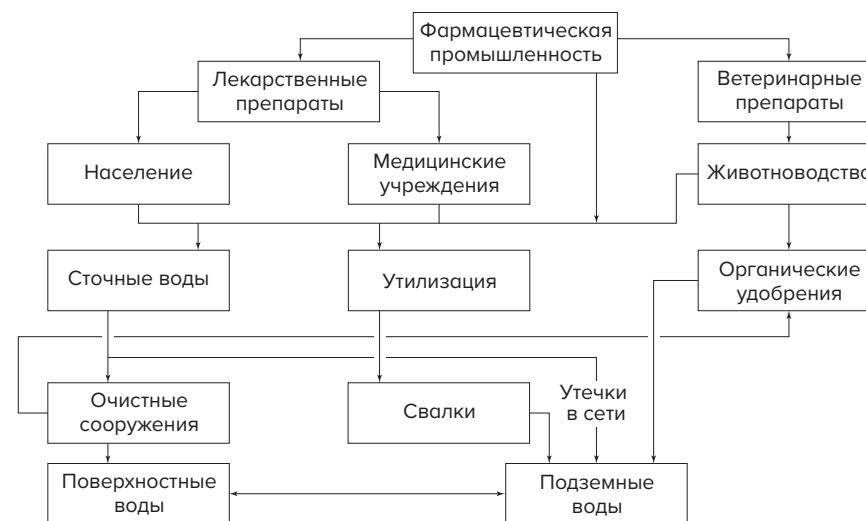 Фармацевтическая
промышленность
Лекарственные
препараты
Ветеринарные
препараты
Население
Медицинские
учреждения
Животноводство
Сточные воды
Утилизация
Органические
удобрения
Очистные
сооружения
Свалки
Утечки
в сети
Поверхностные
воды
Подземные
воды